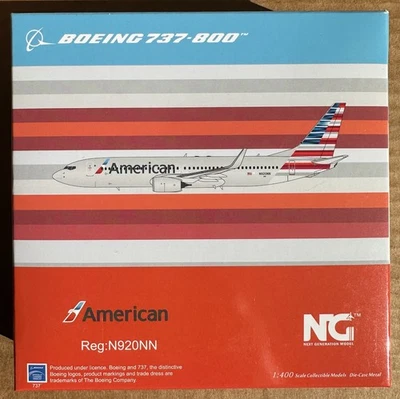 BOEING 737-800™
American
American
Reg:N920NN
NG™
NEXT GENERATION MODEL
Produced under licence. Boeing and 737, the distinctive
Boeing logos, product markings and trade dress are
trademarks of The Boeing Company
737
1:400 Scale Collectible Models Die-Cast Metal